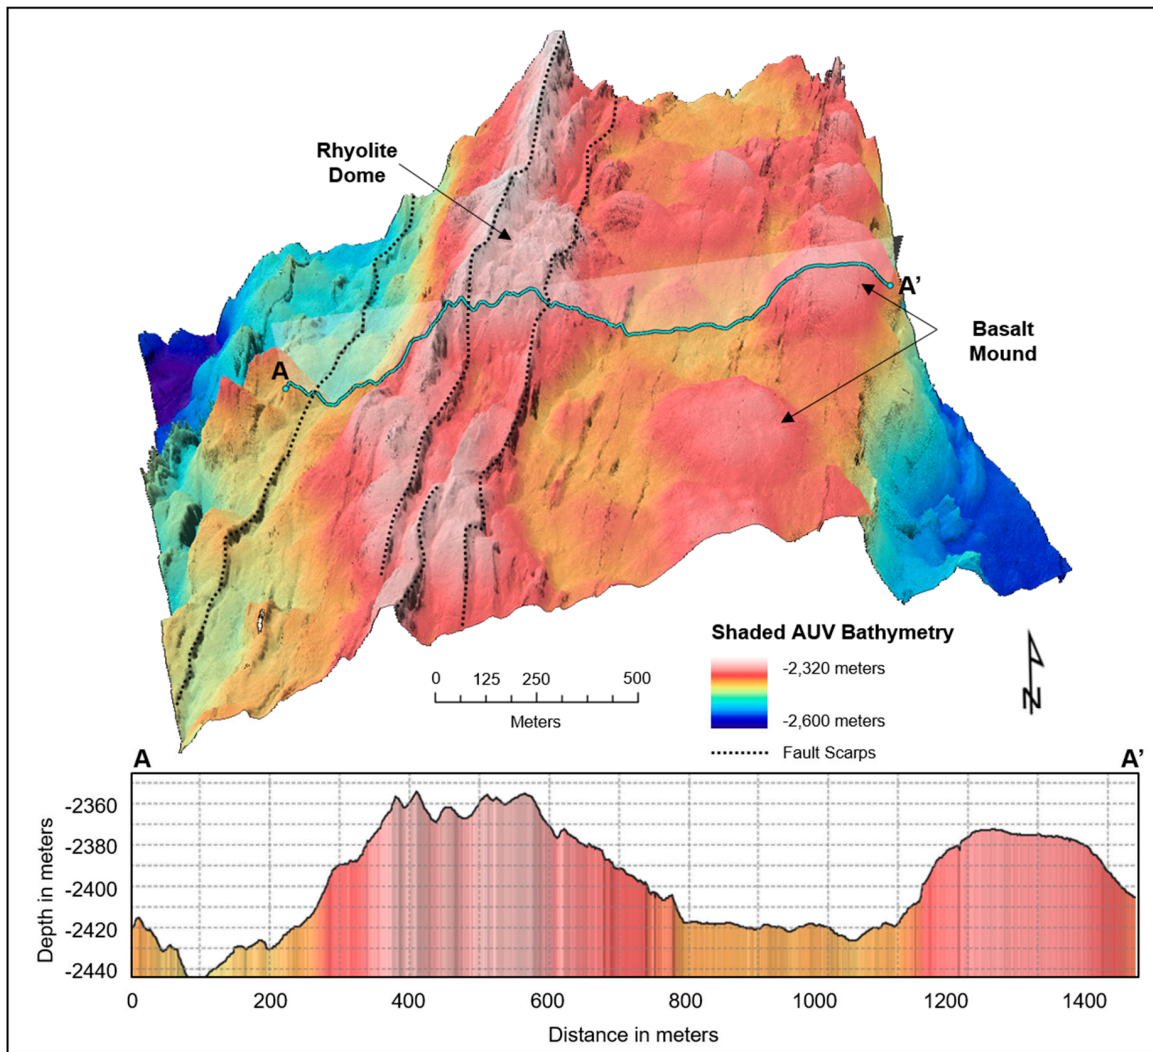 Rhyolite
Dome
A
A'
Basalt
Mound
Shaded AUV Bathymetry
-2,320 meters
-2,600 meters
Fault Scarps
0 125 250 500
Meters
N
A A'
-2360
-2380
-2400
-2420
-2440
Depth in meters
0 200 400 600 800 1000 1200 1400
Distance in meters